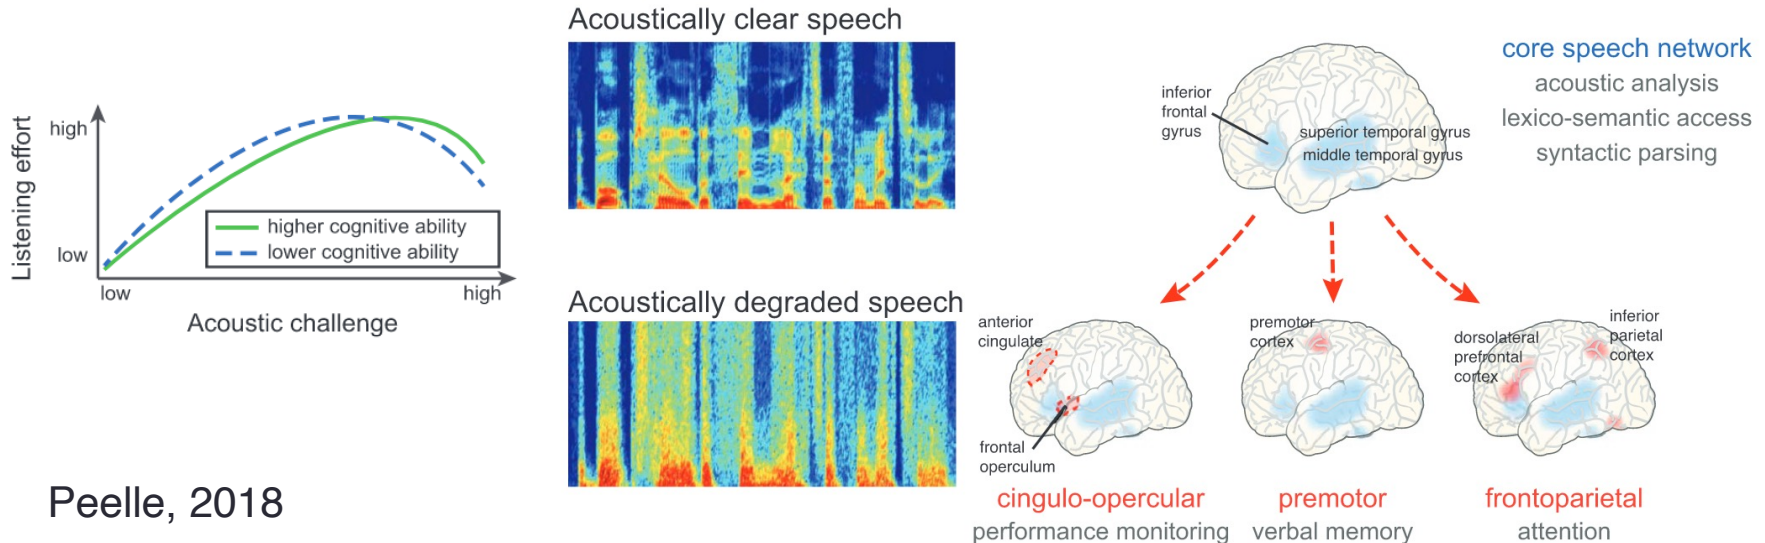 Listening effort
high
low
higher cognitive ability
lower cognitive ability
low
high
Acoustic challenge
Peelle, 2018
Acoustically clear speech
Acoustically degraded speech
inferior
frontal
gyrus
superior temporal gyrus
middle temporal gyrus
core speech network
acoustic analysis
lexico-semantic access
syntactic parsing
anterior
cingulate
frontal
operculum
cingulo-opercular
performance monitoring
premotor
cortex
premotor
verbal memory
dorsolateral
prefrontal
cortex
inferior
parietal
cortex
frontoparietal
attention